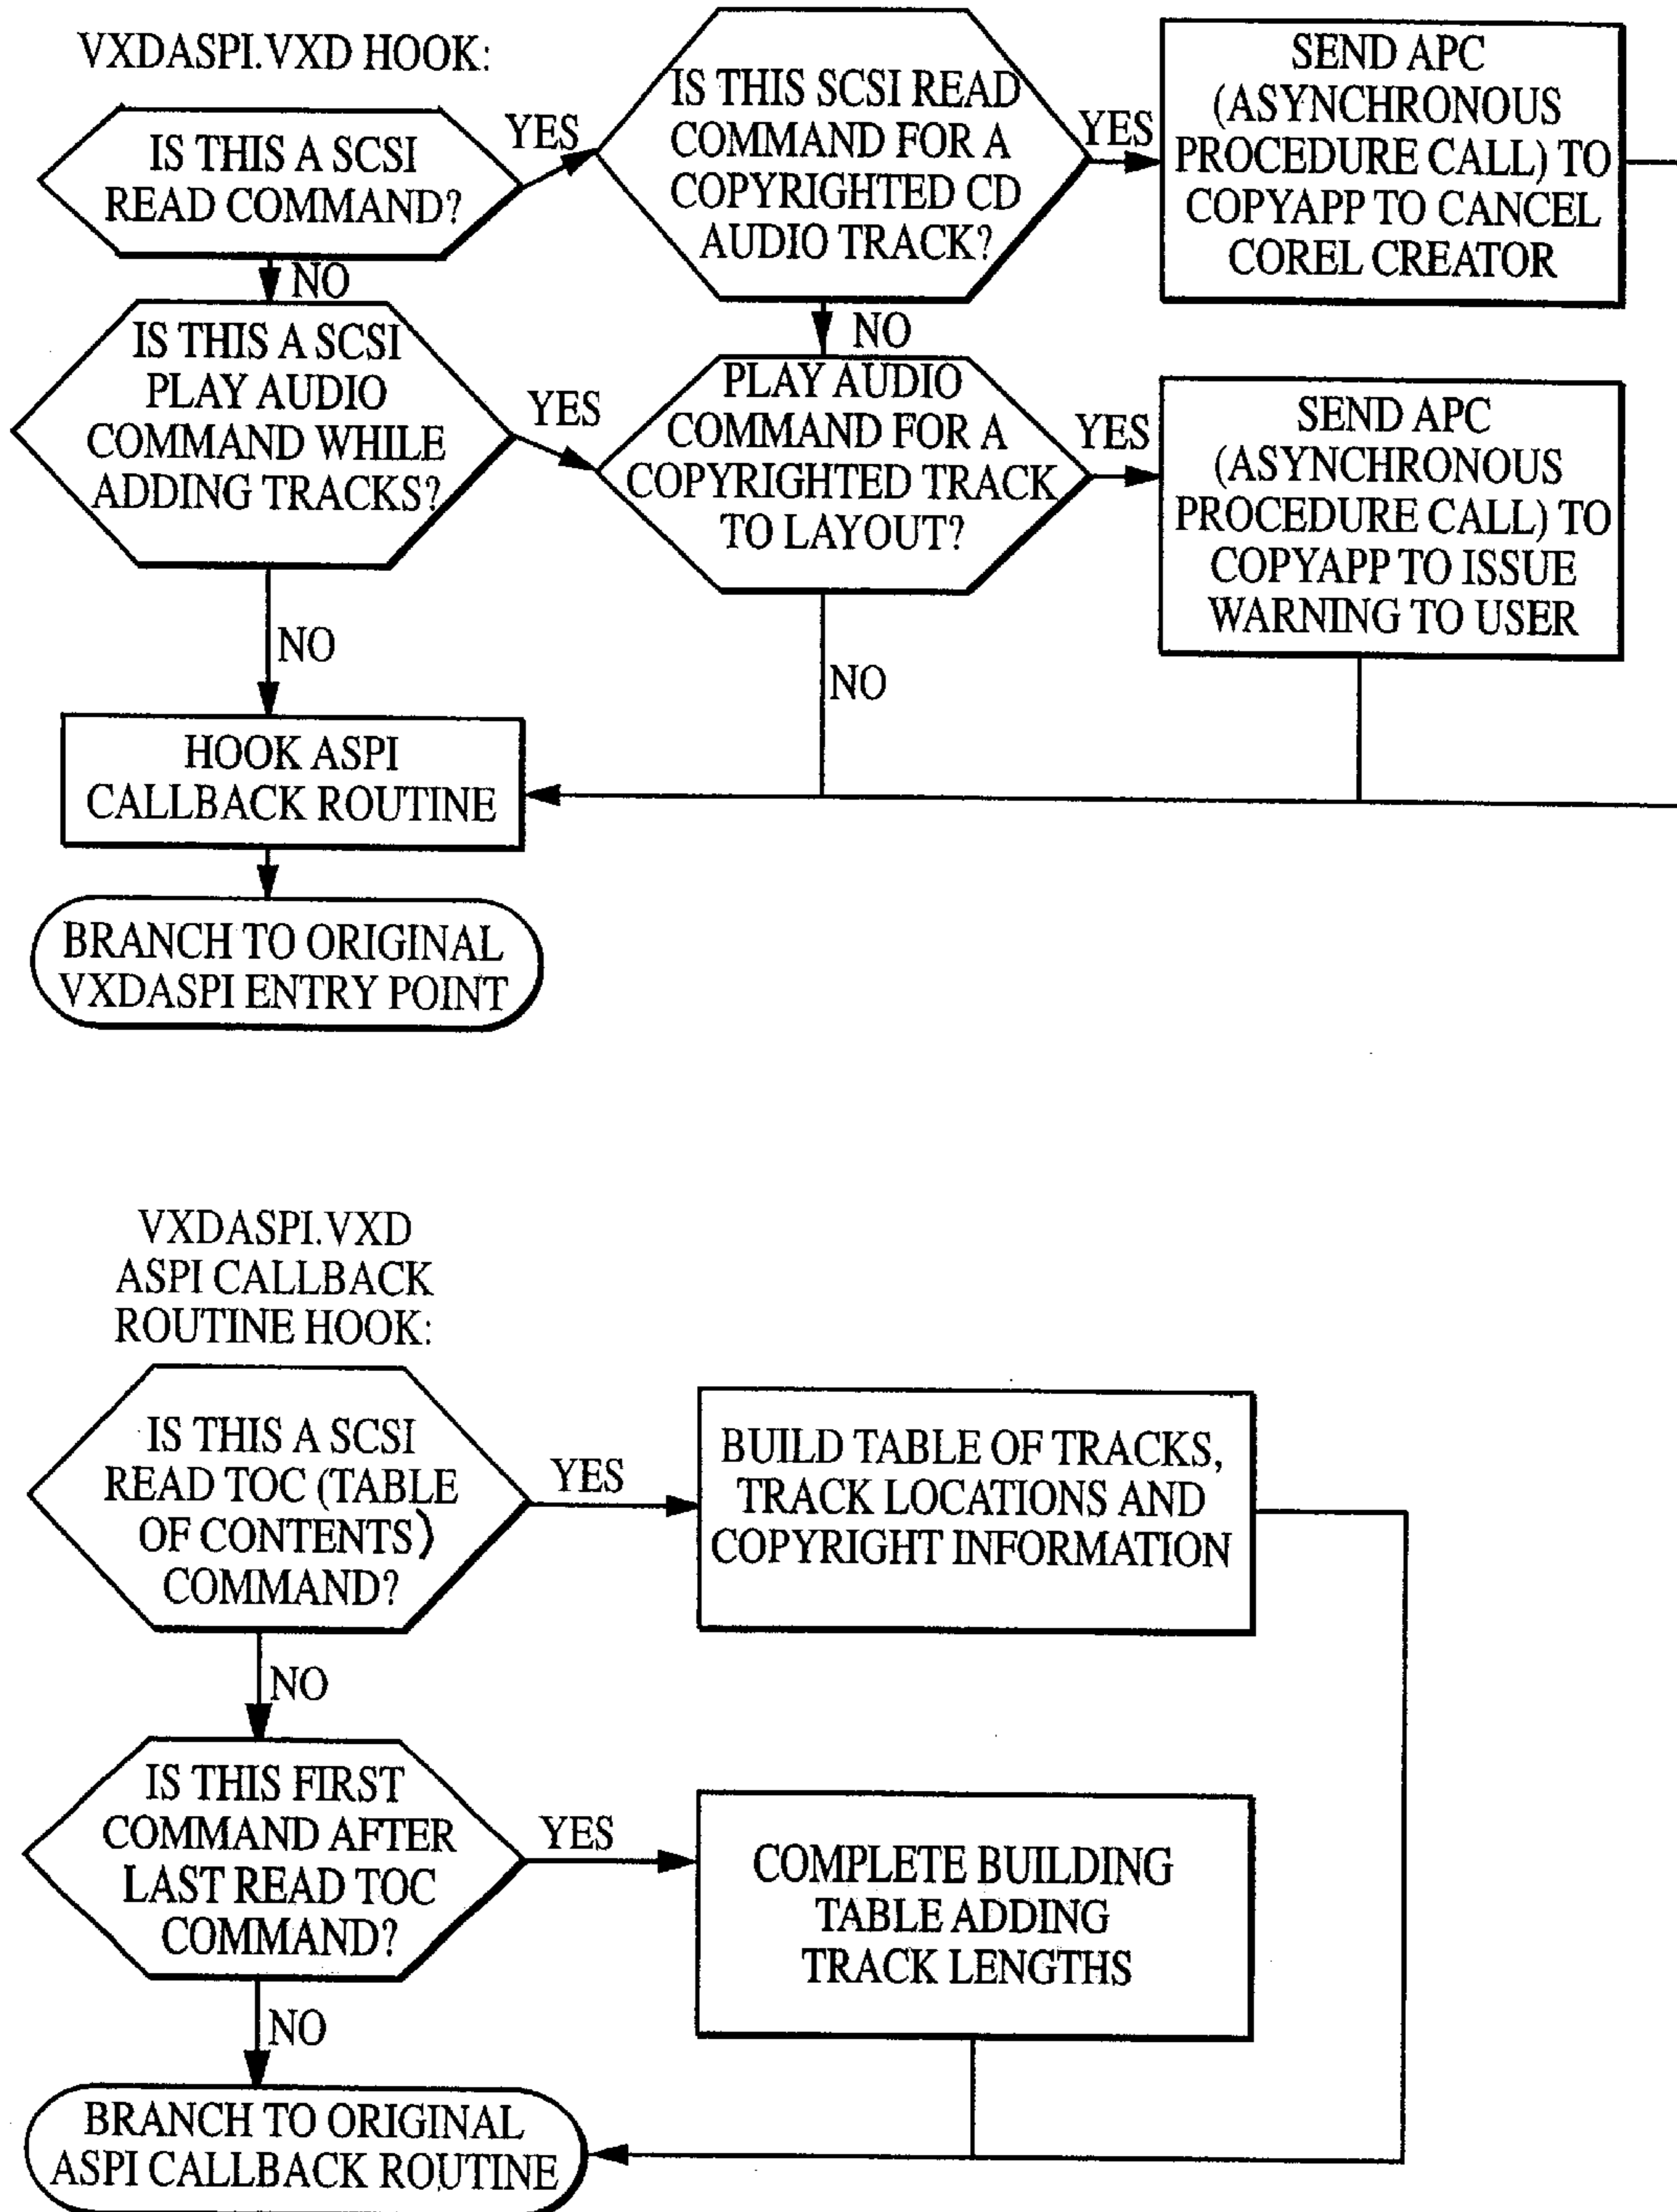 VXDASPI.VXD HOOK:
IS THIS A SCSI
READ COMMAND?
YES
IS THIS SCSI READ
COMMAND FOR A
COPYRIGHTED CD
AUDIO TRACK?
YES
SEND APC
(ASYNCHRONOUS
PROCEDURE CALL) TO
COPYAPP TO CANCEL
COREL CREATOR
NO
NO
IS THIS A SCSI
PLAY AUDIO
COMMAND WHILE
ADDING TRACKS?
YES
PLAY AUDIO
COMMAND FOR A
COPYRIGHTED TRACK
TO LAYOUT?
YES
SEND APC
(ASYNCHRONOUS
PROCEDURE CALL) TO
COPYAPP TO ISSUE
WARNING TO USER
NO
NO
HOOK ASPI
CALLBACK ROUTINE
BRANCH TO ORIGINAL
VXDASPI ENTRY POINT
VXDASPI.VXD
ASPI CALLBACK
ROUTINE HOOK:
IS THIS A SCSI
READ TOC (TABLE
OF CONTENTS)
COMMAND?
YES
BUILD TABLE OF TRACKS,
TRACK LOCATIONS AND
COPYRIGHT INFORMATION
NO
IS THIS FIRST
COMMAND AFTER
LAST READ TOC
COMMAND?
YES
COMPLETE BUILDING
TABLE ADDING
TRACK LENGTHS
NO
BRANCH TO ORIGINAL
ASPI CALLBACK ROUTINE